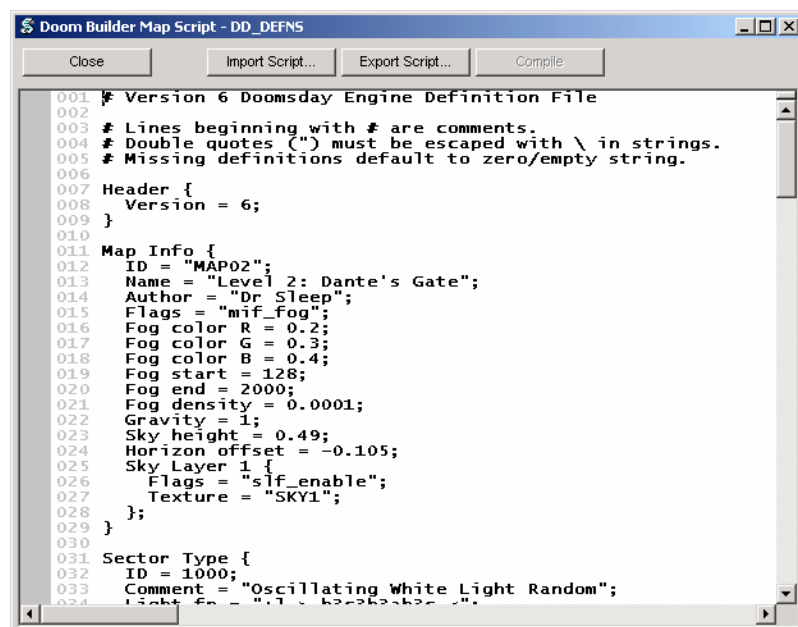 Doom Builder Map Script - DD_DEFNS
Close Import Script... Export Script... Compile
001 # Version 6 Doomsday Engine Definition File
002
003 # Lines beginning with # are comments.
004 # Double quotes (") must be escaped with \ in strings.
005 # Missing definitions default to zero/empty string.
006
007 Header {
008   Version = 6;
009 }
010
011 Map Info {
012   ID = "MAP02";
013   Name = "Level 2: Dante's Gate";
014   Author = "Dr Sleep";
015   Flags = "mif_fog";
016   Fog color R = 0.2;
017   Fog color G = 0.3;
018   Fog color B = 0.4;
019   Fog start = 128;
020   Fog end = 2000;
021   Fog density = 0.0001;
022   Gravity = 1;
023   Sky height = 0.49;
024   Horizon offset = -0.105;
025   Sky Layer 1 {
026     Flags = "slf_enable";
027     Texture = "SKY1";
028   };
029 }
030
031 Sector Type {
032   ID = 1000;
033   Comment = "Oscillating White Light Random";
034   Light fn =